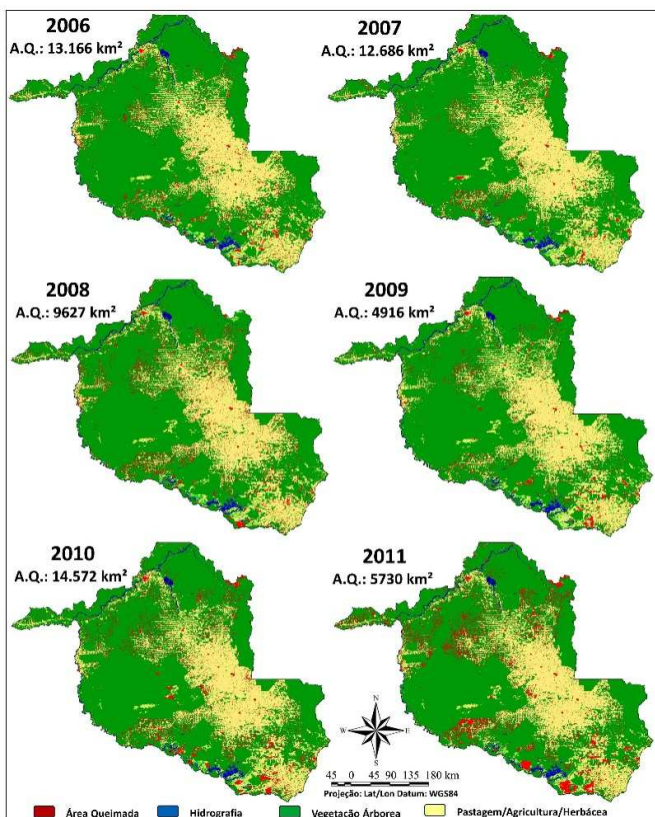 2006
A.Q.: 13.166 km²
2007
A.Q.: 12.686 km²
2008
A.Q.: 9627 km²
2009
A.Q.: 4916 km²
2010
A.Q.: 14.572 km²
2011
A.Q.: 5730 km²
N
W E
S
45 0 45 90 135 180 km
Projeção: Lat/Lon Datum: WGS84
Área Queimada Hidrografia Vegetação Árborea Pastagem/Agricultura/Herbácea